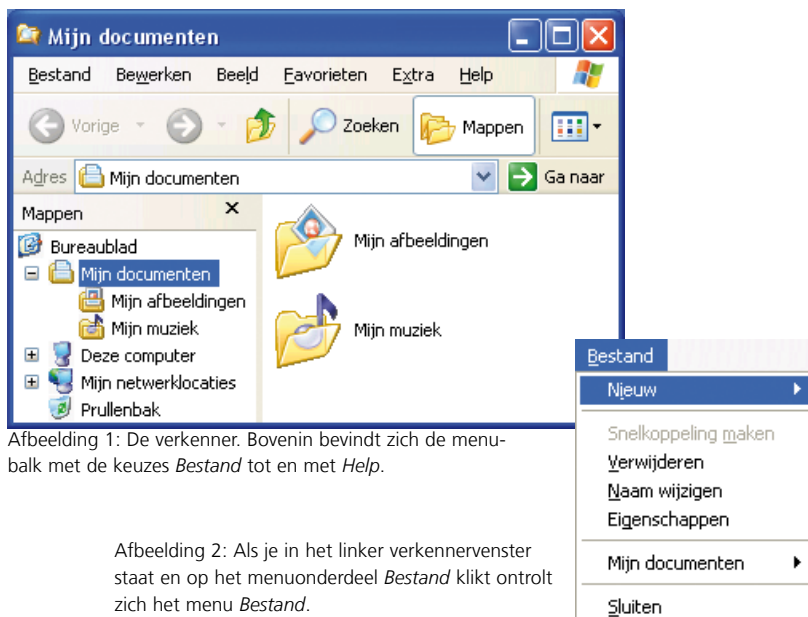 Mijn documenten
Bestand Bewerken Beeld Favorieten Extra Help
Vorige Zoeken Mappen
Adres Mijn documenten Ga naar
Mappen x
Bureaublad
Mijn documenten
Mijn afbeeldingen
Mijn muziek
Deze computer
Mijn netwerklocaties
Prullenbak
Mijn afbeeldingen
Mijn muziek
Afbeelding 1: De verkenner. Bovenin bevindt zich de menu-
balk met de keuzes Bestand tot en met Help.
Bestand
Nieuw
Snelkoppeling maken
Verwijderen
Naam wijzigen
Eigenschappen
Mijn documenten
Sluiten
Afbeelding 2: Als je in het linker verkennervenster
staat en op het menuonderdeel Bestand klikt ontrolt
zich het menu Bestand.